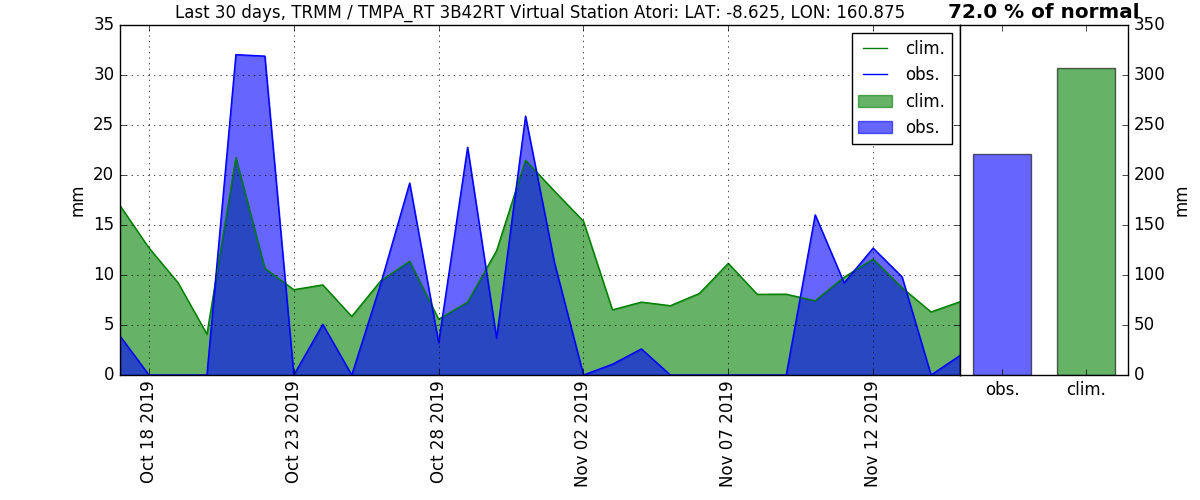 Last 30 days, TRMM / TMPA_RT 3B42RT Virtual Station Atori: LAT: -8.625, LON: 160.875
72.0 % of normal
35
30
25
20
15
10
5
0
mm
clim.
obs.
clim.
obs.
Oct 18 2019
Oct 23 2019
Oct 28 2019
Nov 02 2019
Nov 07 2019
Nov 12 2019
350
300
250
200
150
100
50
0
mm
obs.
clim.